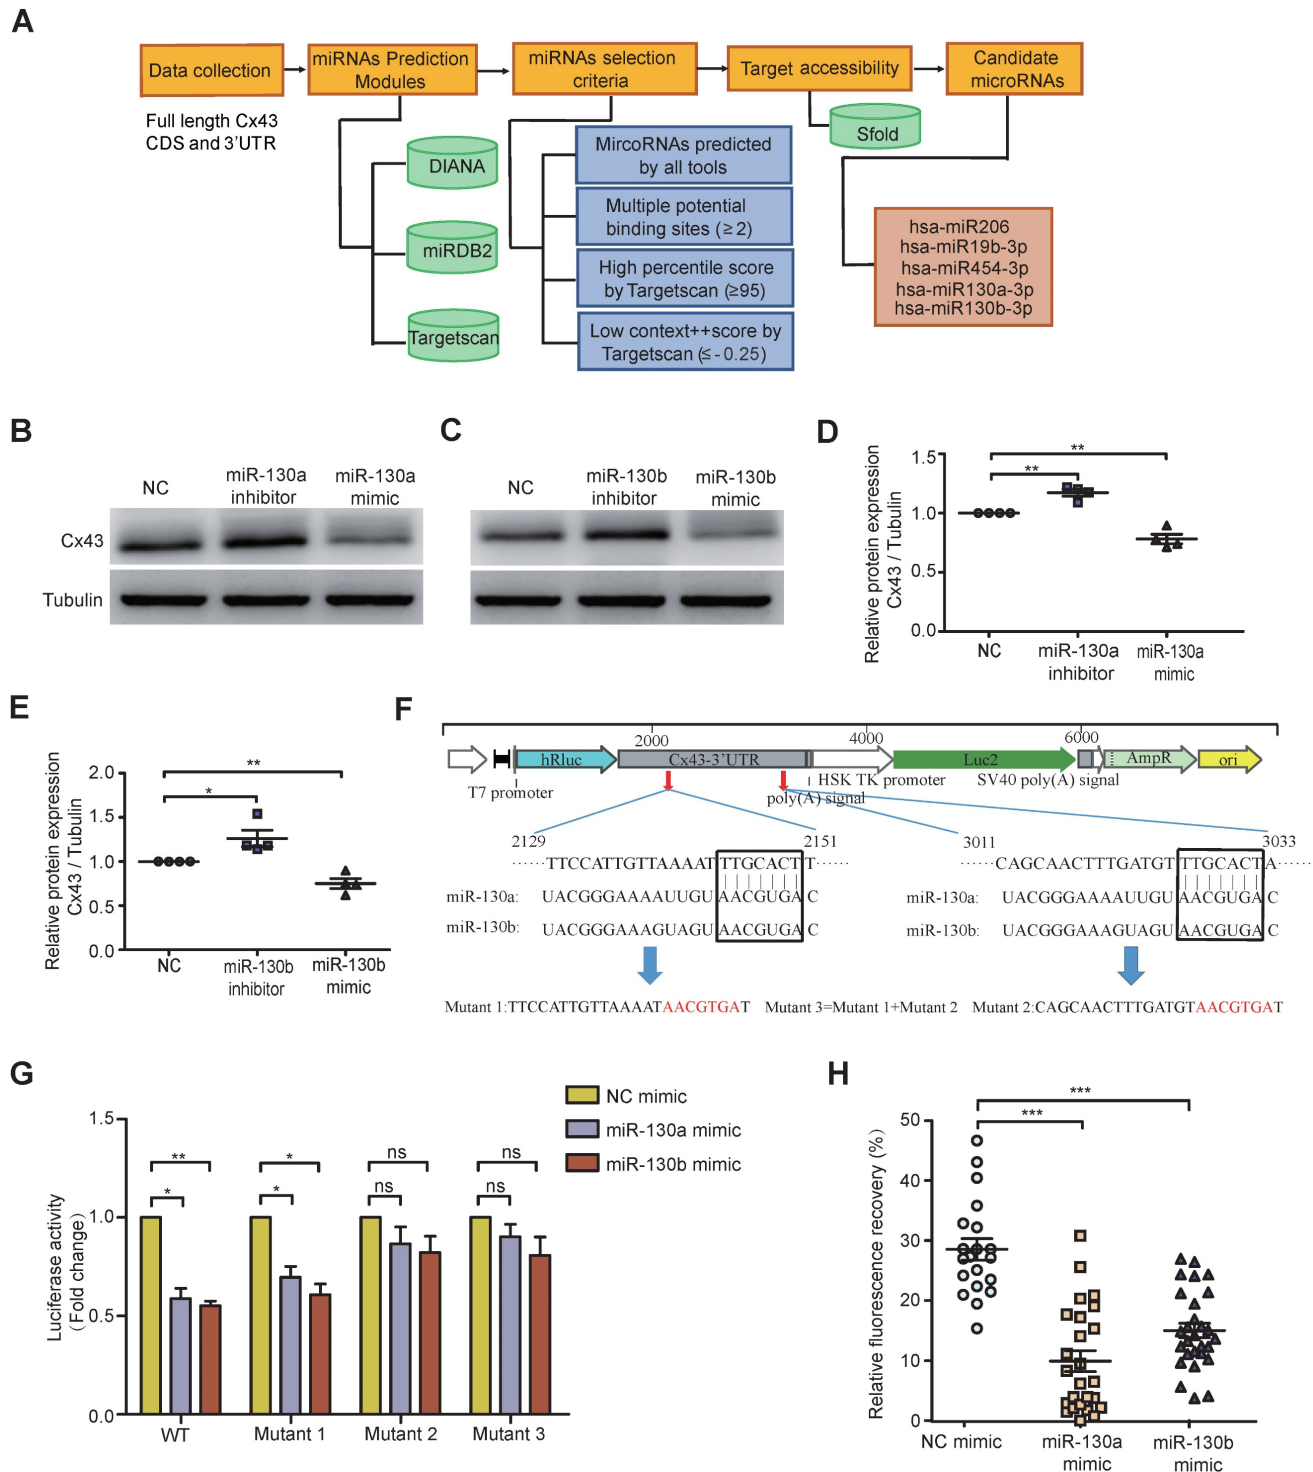 A
Data collection
miRNAs Prediction
Modules
miRNAs selection
criteria
Target accessibility
Candidate
microRNAs
Full length Cx43
CDS and 3'UTR
DIANA
miRDB2
Targetscan
MircoRNAs predicted
by all tools
Multiple potential
binding sites (≥2)
High percentile score
by Targetscan (≥95)
Low context++score by
Targetscan (≤-0.25)
Sfold
hsa-miR206
hsa-miR19b-3p
hsa-miR454-3p
hsa-miR130a-3p
hsa-miR130b-3p
B
NC
miR-130a
inhibitor
miR-130a
mimic
Cx43
Tubulin
C
NC
miR-130b
inhibitor
miR-130b
mimic
D
Relative protein expression
Cx43 / Tubulin
1.5
1.0
0.5
0.0
**
**
NC
miR-130a
inhibitor
miR-130a
mimic
E
Relative protein expression
Cx43 / Tubulin
2.0
1.5
1.0
0.5
0.0
**
*
NC
miR-130b
inhibitor
miR-130b
mimic
F
2000
4000
6000
hRluc
Cx43-3'UTR
Luc2
AmpR
ori
T7 promoter
HSK TK promoter
SV40 poly(A) signal
poly(A) signal
2129
2151
3011
3033
······TTCCATTGTTAAAATTTGCACTT·······
miR-130a: UACGGGAAAAUUGUAACGUGAC
miR-130b: UACGGGAAAGUAGUAACGUGAC
······CAGCAACTTTGATGTTTGCACTA·······
miR-130a: UACGGGAAAAUUGUAACGUGAC
miR-130b: UACGGGAAAGUAGUAACGUGAC
Mutant 1:TTCCATTGTTAAAATAACGTGAT
Mutant 3=Mutant 1+Mutant 2
Mutant 2:CAGCAACTTTGATGTAACGTGAT
G
NC mimic
miR-130a mimic
miR-130b mimic
Luciferase activity
(Fold change)
1.5
1.0
0.5
0.0
**
*
*
*
ns
ns
ns
ns
WT
Mutant 1
Mutant 2
Mutant 3
H
Relative fluorescence recovery (%)
50
40
30
20
10
0
***
***
NC mimic
miR-130a
mimic
miR-130b
mimic